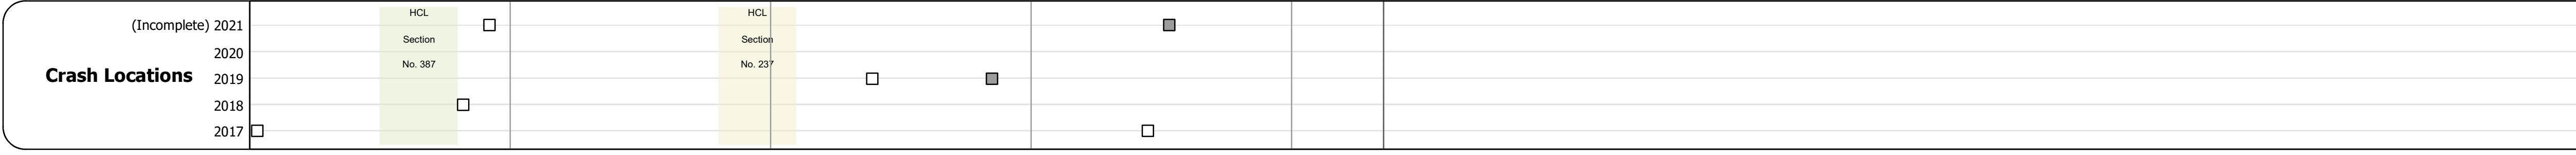 HCL
HCL
(Incomplete) 2021
Section
Section
2020
No. 387
No. 237
Crash Locations
2019
2018
2017